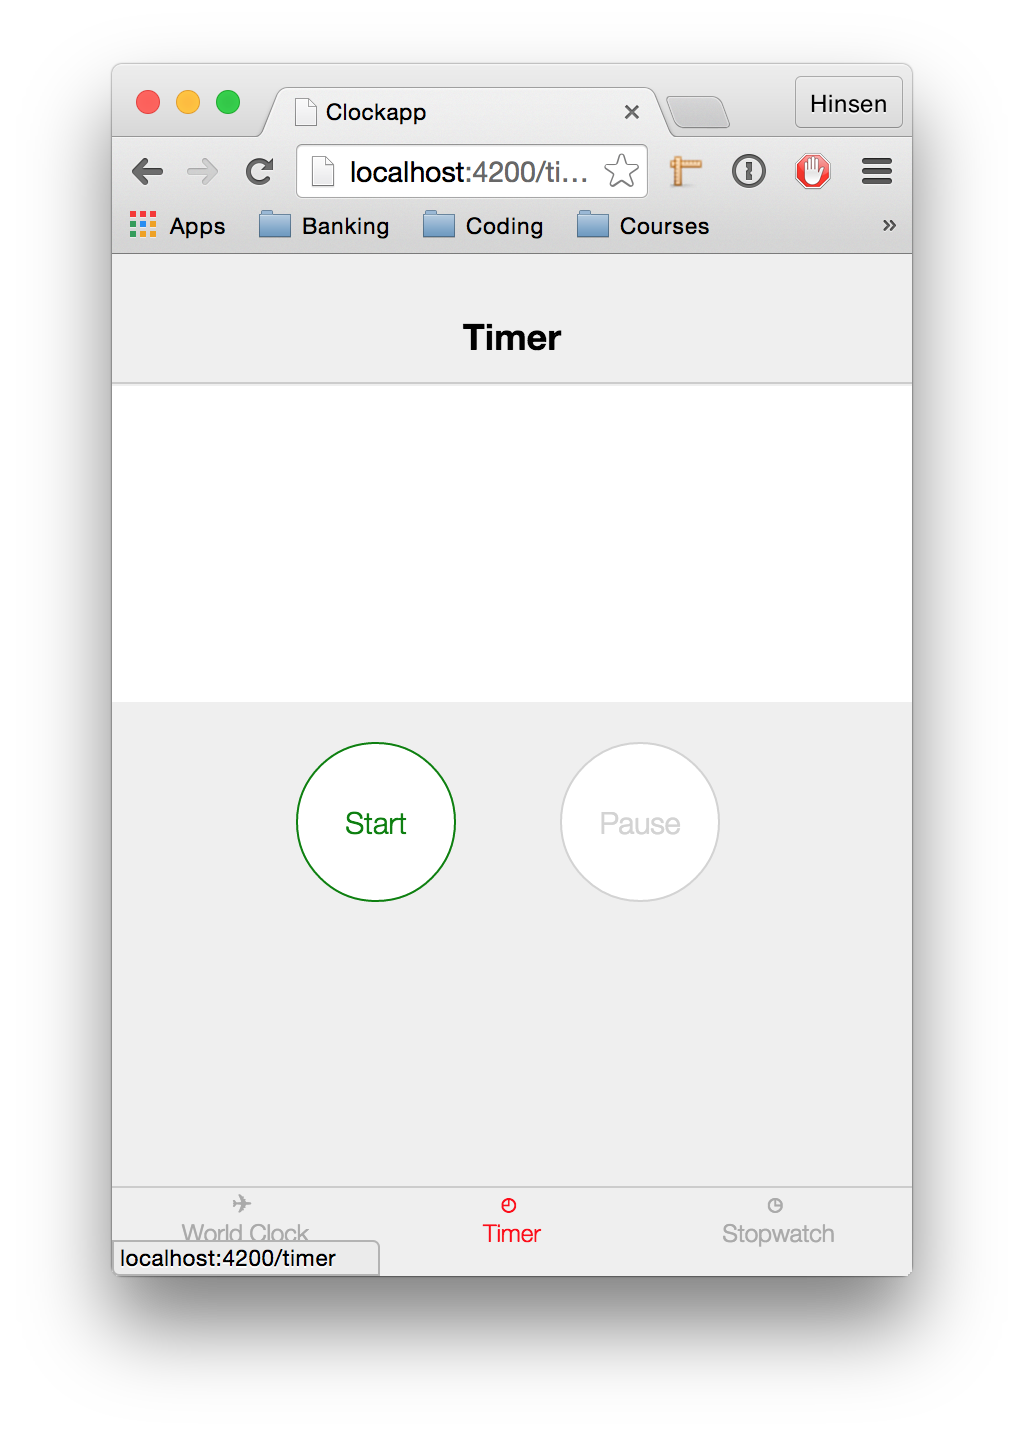 Clockapp
Hinsen
localhost:4200/ti...
Apps Banking Coding Courses »
Timer
Start Pause
World Clock Timer Stopwatch
localhost:4200/timer